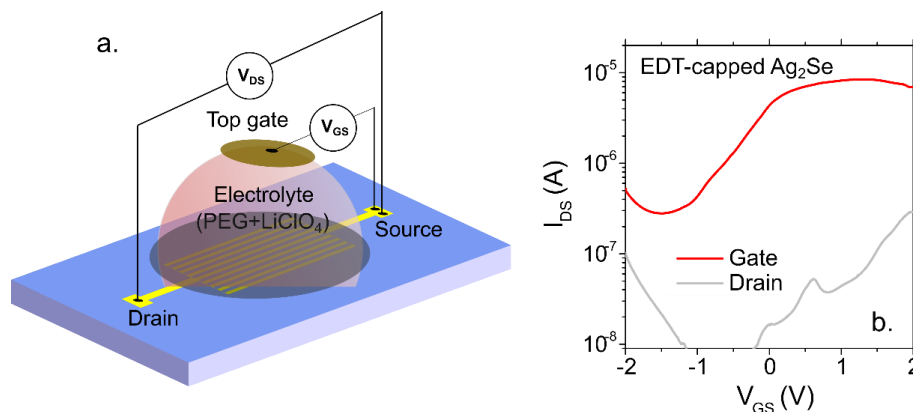 a.
V_DS
Top gate
V_GS
Electrolyte
(PEG+LiClO₄)
Source
Drain
EDT-capped Ag₂Se
10⁻⁵
10⁻⁶
10⁻⁷
10⁻⁸
I_DS (A)
Gate
Drain
b.
-2 -1 0 1 2
V_GS (V)